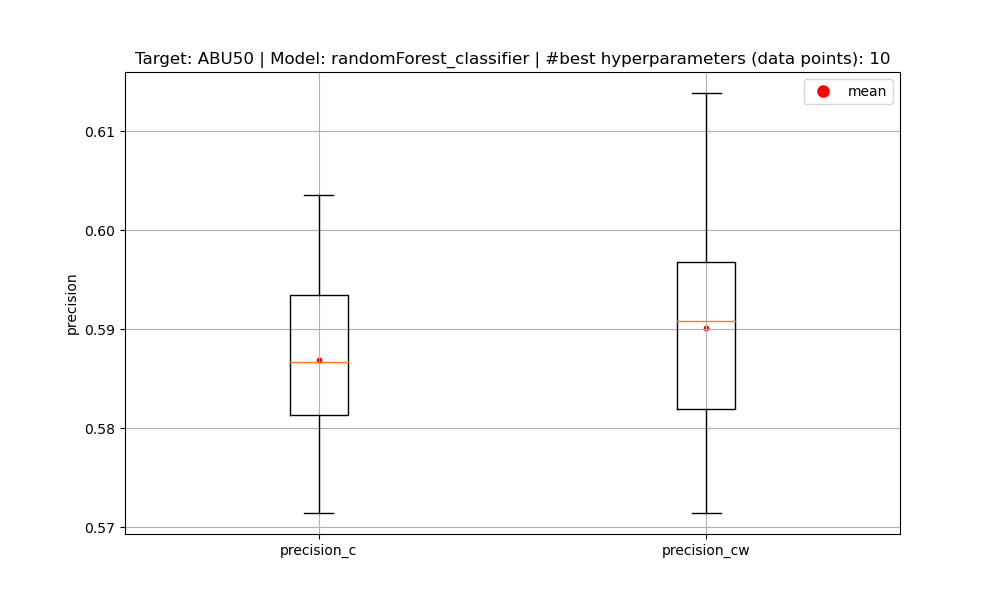 Target: ABU50 | Model: randomForest_classifier | #best hyperparameters (data points): 10
mean
0.61
0.60
0.59
0.58
0.57
precision
precision_c
precision_cw